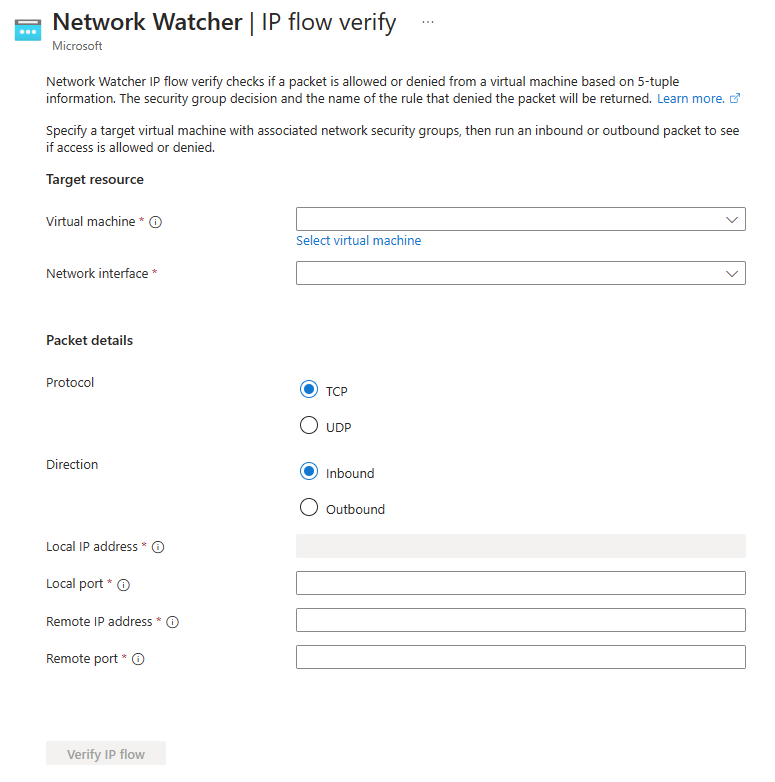 Network Watcher | IP flow verify ...
Microsoft
Network Watcher IP flow verify checks if a packet is allowed or denied from a virtual machine based on 5-tuple
information. The security group decision and the name of the rule that denied the packet will be returned. Learn more.
Specify a target virtual machine with associated network security groups, then run an inbound or outbound packet to see
if access is allowed or denied.
Target resource
Virtual machine *
Select virtual machine
Network interface *
Packet details
Protocol
TCP
UDP
Direction
Inbound
Outbound
Local IP address *
Local port *
Remote IP address *
Remote port *
Verify IP flow